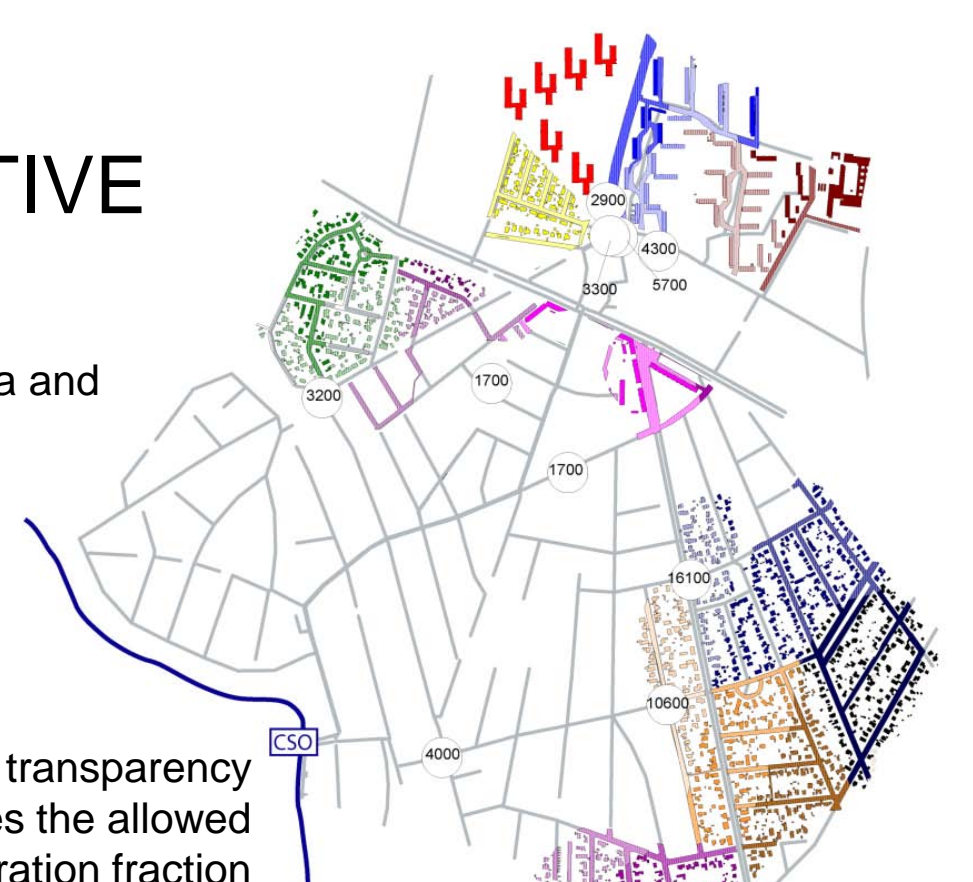 TIVE
a and
transparency
es the allowed
ration fraction
2900
4300
3300
5700
3200
1700
1700
16100
10600
4000
CSO